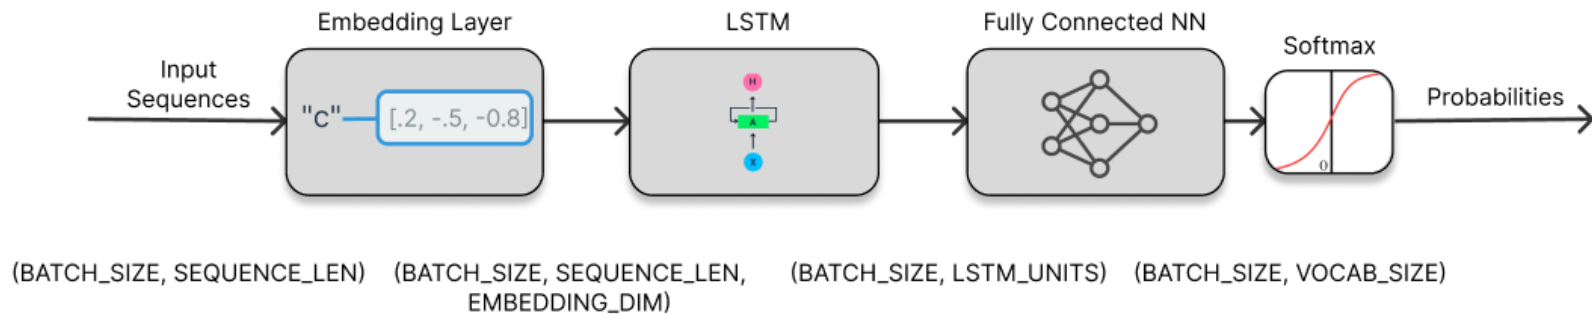 Embedding Layer
LSTM
Fully Connected NN
Softmax
Input
Sequences
"C"
[.2, -.5, -0.8]
H
A
X
0
Probabilities
(BATCH_SIZE, SEQUENCE_LEN)
(BATCH_SIZE, SEQUENCE_LEN,
EMBEDDING_DIM)
(BATCH_SIZE, LSTM_UNITS)
(BATCH_SIZE, VOCAB_SIZE)